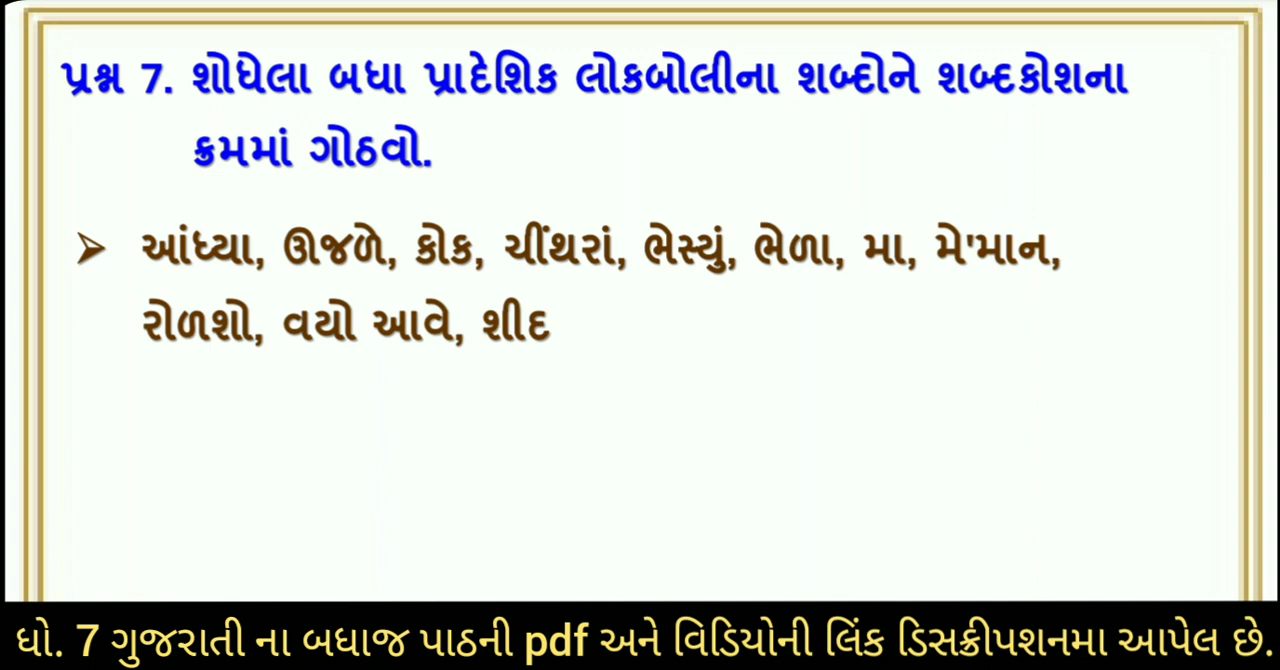 પ્રશ્ન 7. શોધેલા બધા પ્રાદેશિક લોકબોલીના શબ્દોને શબ્દકોશના
ક્રમમાં ગોઠવો.
➢ આંધ્યા, ઊજળે, કોક, ચીંથરાં, ભેસ્યું, ભેળા, મા, મે'માન,
રોળશો, વયો આવે, શીદ
ધો. 7 ગુજરાતી ના બધાજ પાઠની pdf અને વિડિયોની લિંક ડિસક્રીપશનમા આપેલ છે.